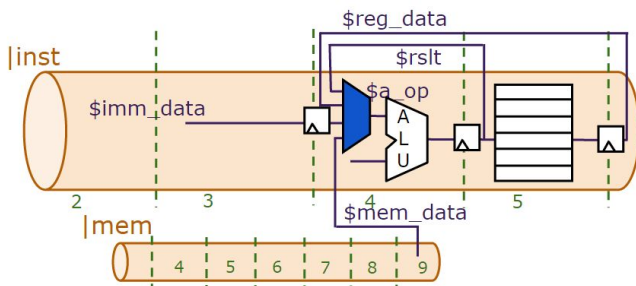 $reg_data
|inst
$rslt
$a_op
$imm_data
A
L
U
2 3 4 5
$mem_data
|mem
4 5 6 7 8 9